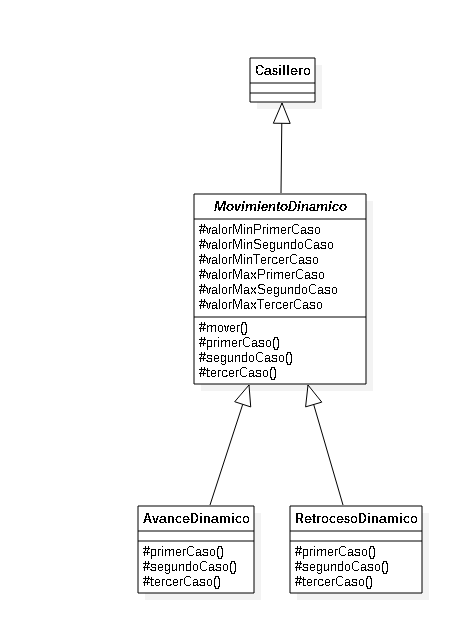 Casillero
MovimientoDinamico
#valorMinPrimerCaso
#valorMinSegundoCaso
#valorMinTercerCaso
#valorMaxPrimerCaso
#valorMaxSegundoCaso
#valorMaxTercerCaso
#mover()
#primerCaso()
#segundoCaso()
#tercerCaso()
AvanceDinamico
#primerCaso()
#segundoCaso()
#tercerCaso()
RetrocesoDinamico
#primerCaso()
#segundoCaso()
#tercerCaso()